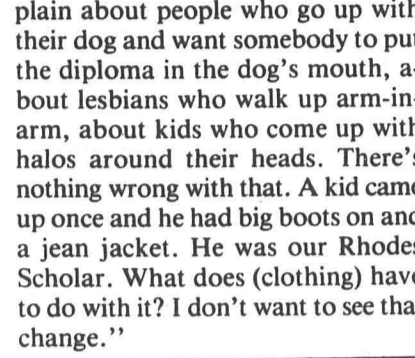 plain about people who go up with
their dog and want somebody to put
the diploma in the dog's mouth, a-
bout lesbians who walk up arm-in-
arm, about kids who come up with
halos around their heads. There's
nothing wrong with that. A kid came
up once and he had big boots on and
a jean jacket. He was our Rhodes
Scholar. What does (clothing) have
to do with it? I don't want to see that
change.''